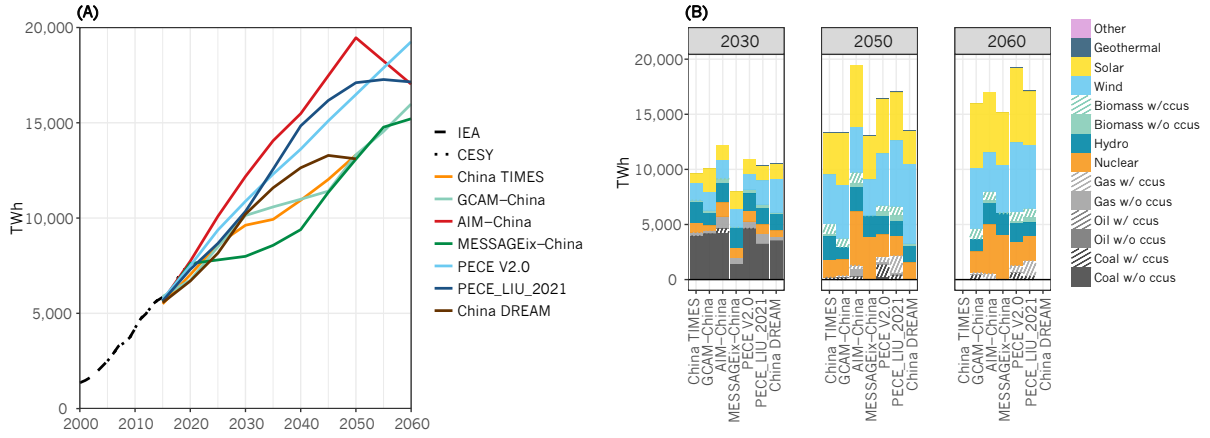 (A)
20,000
15,000
10,000
5,000
0
TWh
2000
2010
2020
2030
2040
2050
2060
IEA
CESY
China TIMES
GCAM–China
AIM–China
MESSAGEix–China
PECE V2.0
PECE_LIU_2021
China DREAM
(B)
2030
2050
2060
20,000
15,000
10,000
5,000
0
TWh
China TIMES
GCAM–China
AIM–China
MESSAGEix–China
PECE V2.0
PECE_LIU_2021
China DREAM
China TIMES
GCAM–China
AIM–China
MESSAGEix–China
PECE V2.0
PECE_LIU_2021
China DREAM
China TIMES
GCAM–China
AIM–China
MESSAGEix–China
PECE V2.0
PECE_LIU_2021
China DREAM
Other
Geothermal
Solar
Wind
Biomass w/ccus
Biomass w/o ccus
Hydro
Nuclear
Gas w/ ccus
Gas w/o ccus
Oil w/ ccus
Oil w/o ccus
Coal w/ ccus
Coal w/o ccus